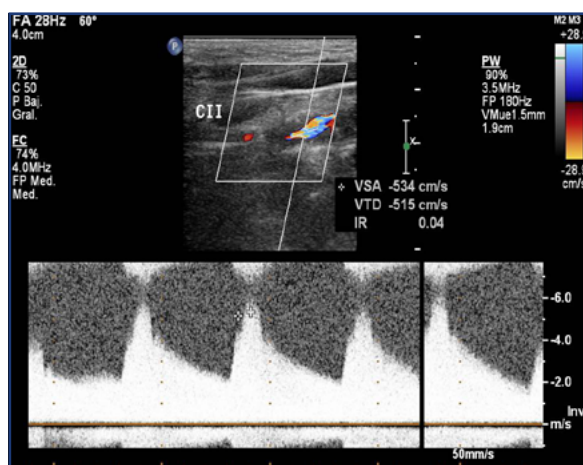 FA 28Hz 60°
4.0cm
2D
73%
C 50
P Baj.
Gral.
FC
74%
4.0MHz
FP Med.
Med.
P
CII
X
VSA -534 cm/s
VTD -515 cm/s
IR 0.04
M2 M3
+28.
PW
90%
3.5MHz
FP 180Hz
VMue1.5mm
1.9cm
-28.
cm/s
-6.0
-4.0
-2.0
Inv
m/s
50mm/s